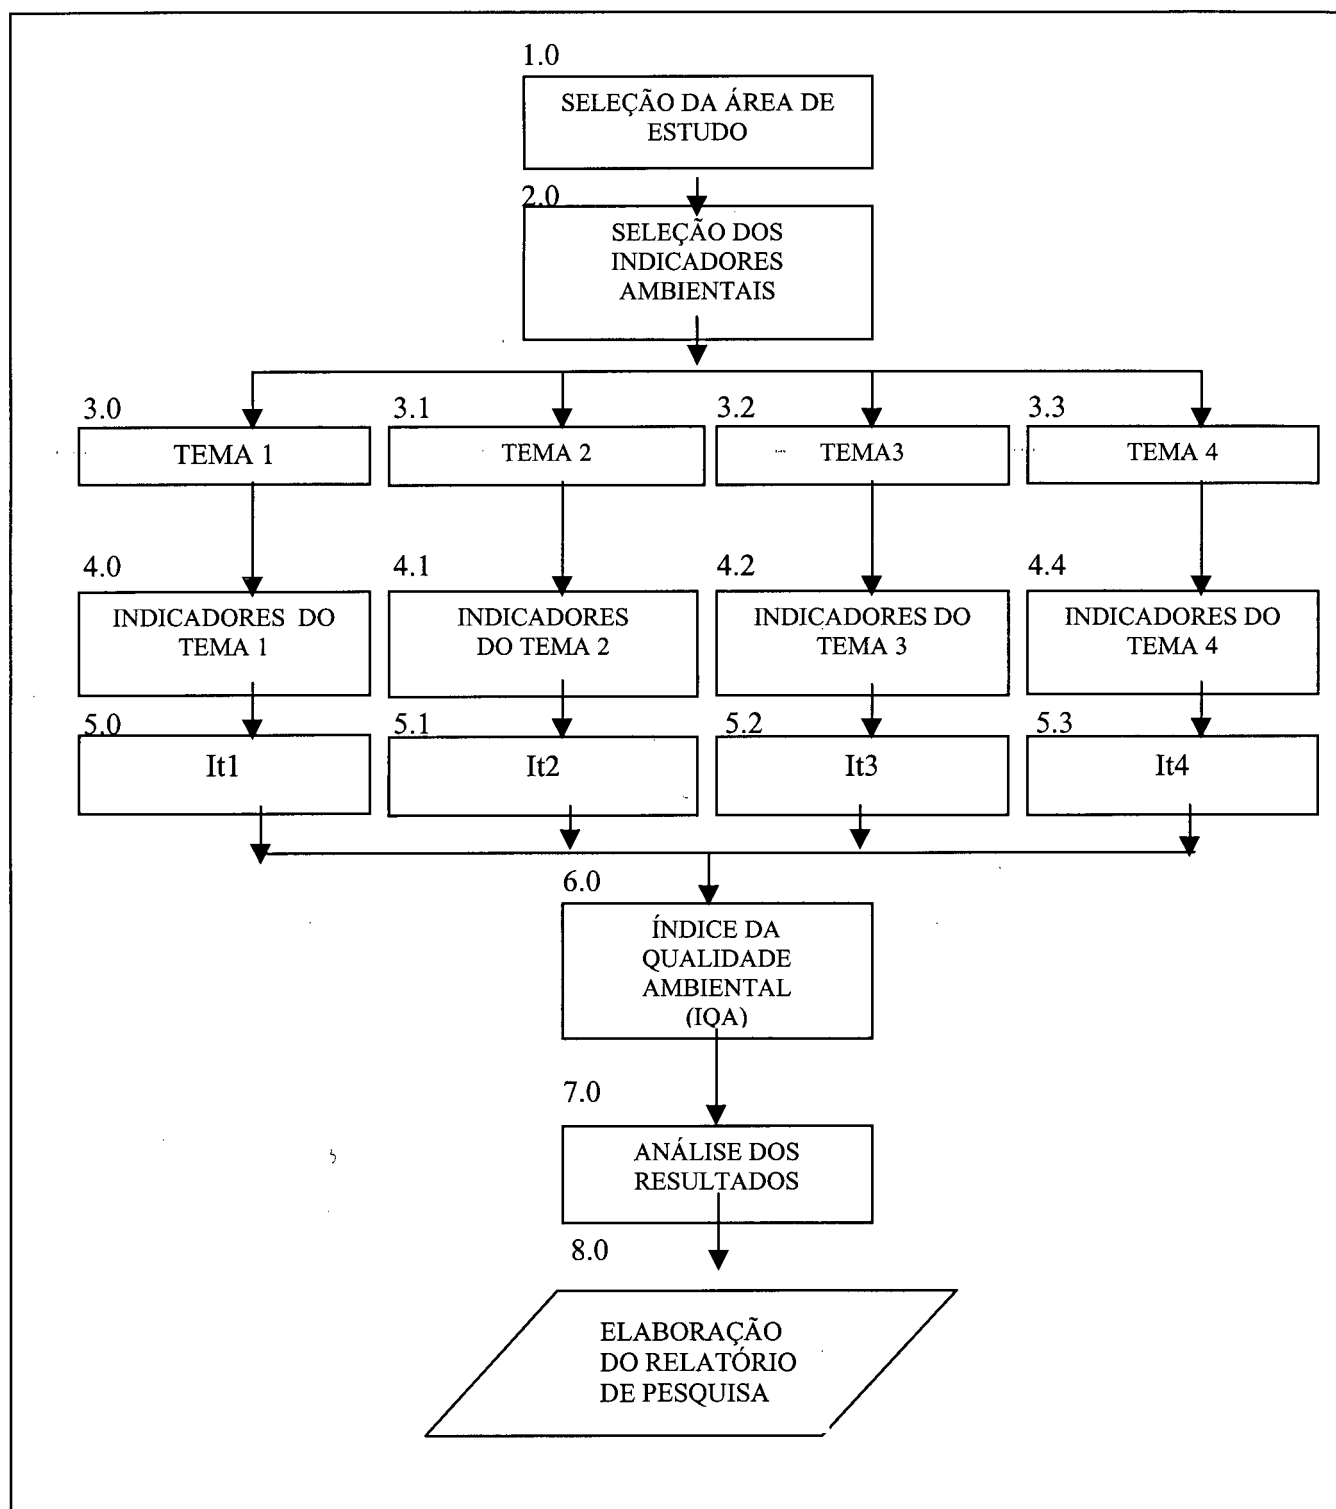 1.0
SELEÇÃO DA ÁREA DE
ESTUDO
2.0
SELEÇÃO DOS
INDICADORES
AMBIENTAIS
3.0
3.1
3.2
3.3
TEMA 1
TEMA 2
TEMA3
TEMA 4
4.0
4.1
4.2
4.4
INDICADORES DO
TEMA 1
INDICADORES
DO TEMA 2
INDICADORES DO
TEMA 3
INDICADORES DO
TEMA 4
5.0
5.1
5.2
5.3
It1
It2
It3
It4
6.0
ÍNDICE DA
QUALIDADE
AMBIENTAL
(IQA)
7.0
ANÁLISE DOS
RESULTADOS
8.0
ELABORAÇÃO
DO RELATÓRIO
DE PESQUISA